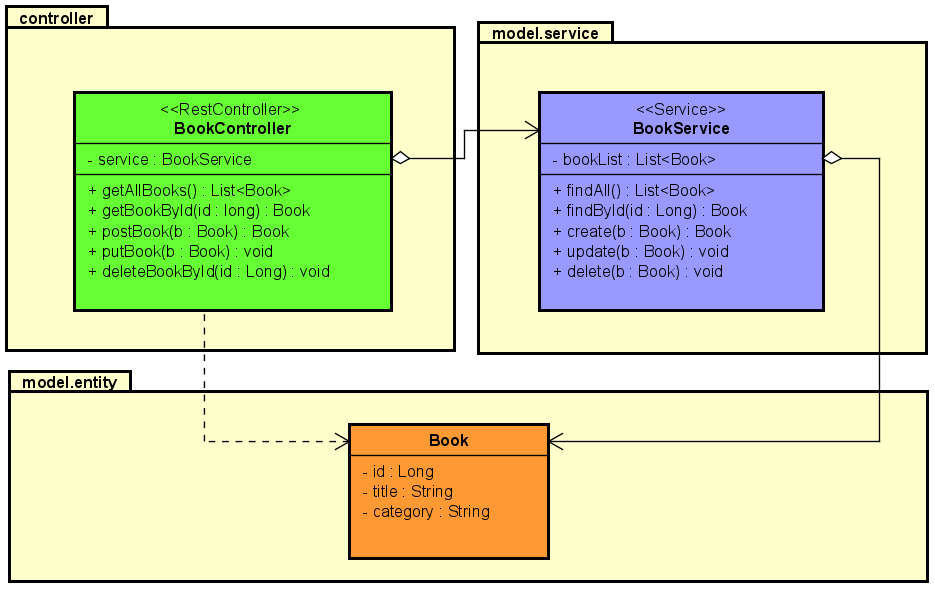 controller
<<RestController>>
BookController
- service : BookService
+ getAllBooks() : List<Book>
+ getBookById(id : long) : Book
+ postBook(b : Book) : Book
+ putBook(b : Book) : void
+ deleteBookById(id : Long) : void
model.service
<<Service>>
BookService
- bookList : List<Book>
+ findAll() : List<Book>
+ findById(id : Long) : Book
+ create(b : Book) : Book
+ update(b : Book) : void
+ delete(b : Book) : void
model.entity
Book
- id : Long
- title : String
- category : String